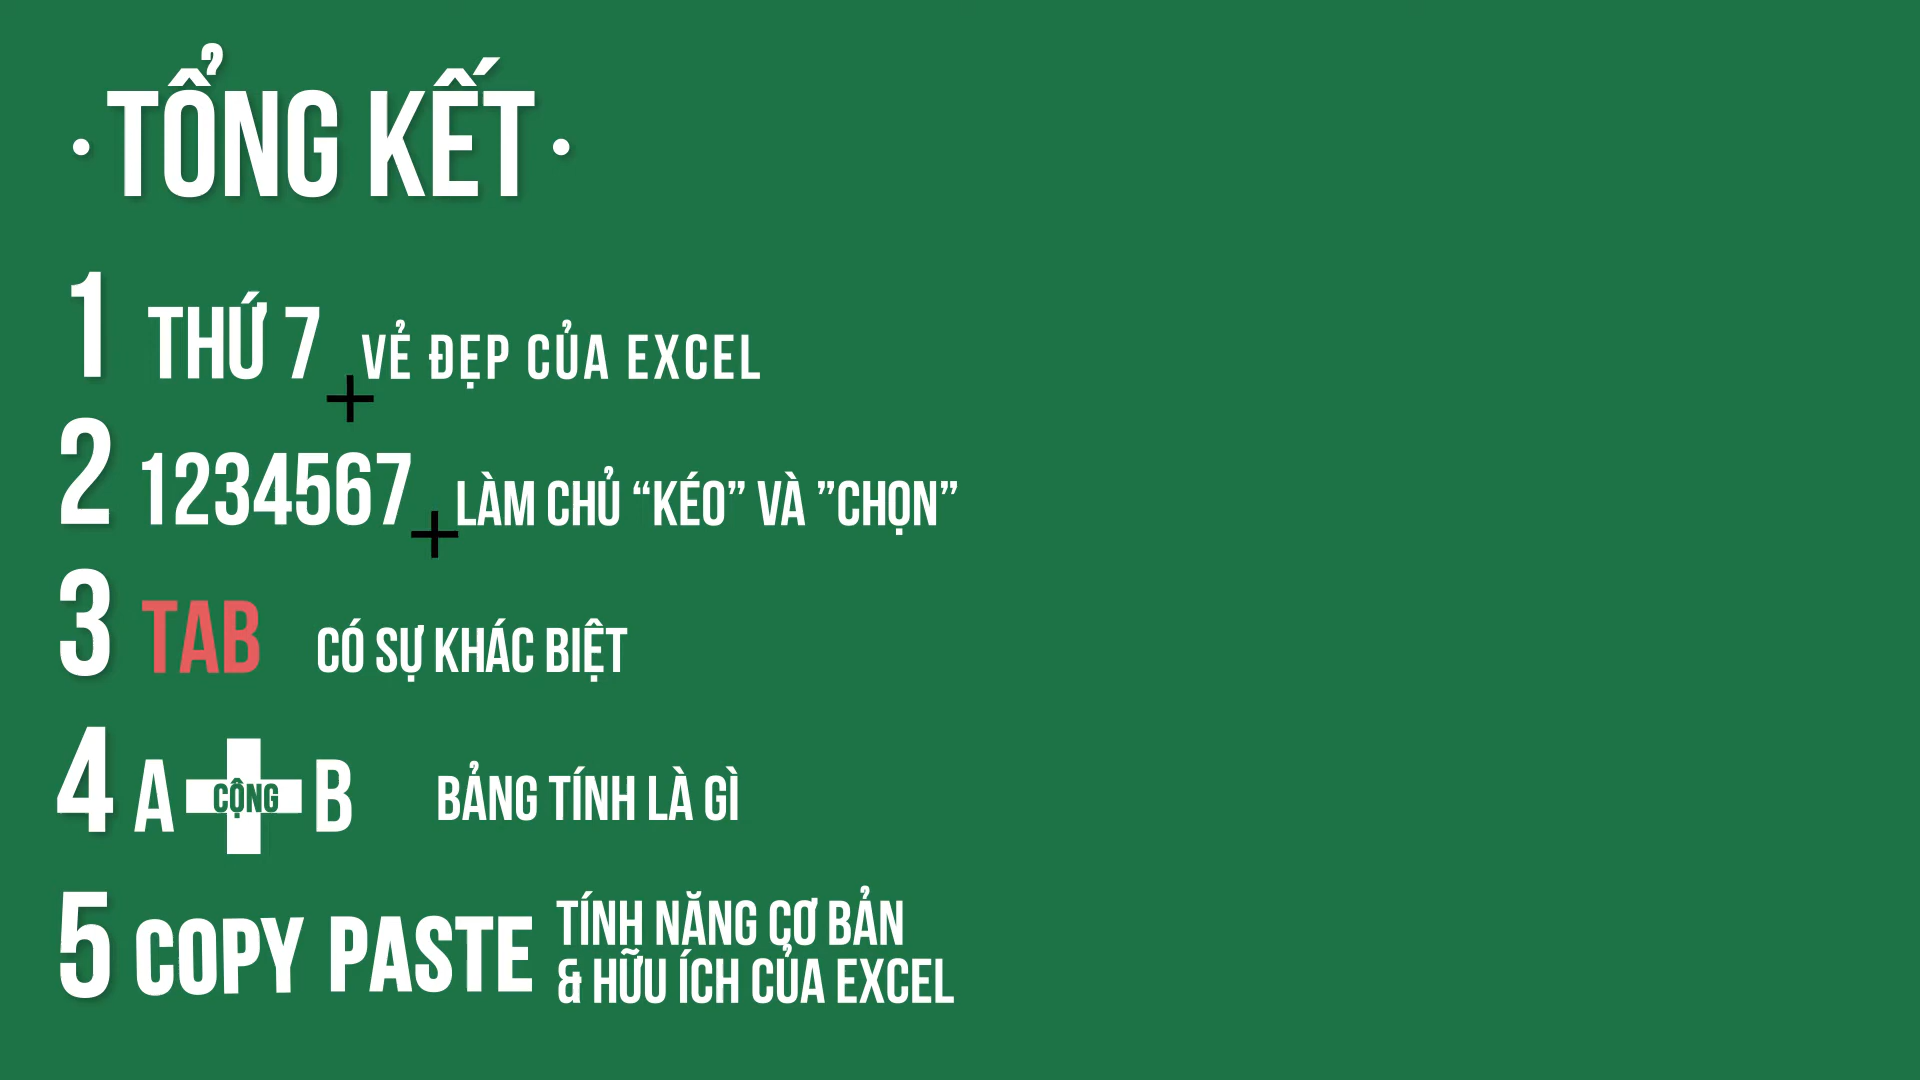 · TỔNG KẾT ·
1 THỨ 7 VẺ ĐẸP CỦA EXCEL
2 1234567 LÀM CHỦ “KÉO” VÀ ”CHỌN”
3 TAB CÓ SỰ KHÁC BIỆT
4 A CỘNG B BẢNG TÍNH LÀ GÌ
5 COPY PASTE TÍNH NĂNG CƠ BẢN
& HỮU ÍCH CỦA EXCEL